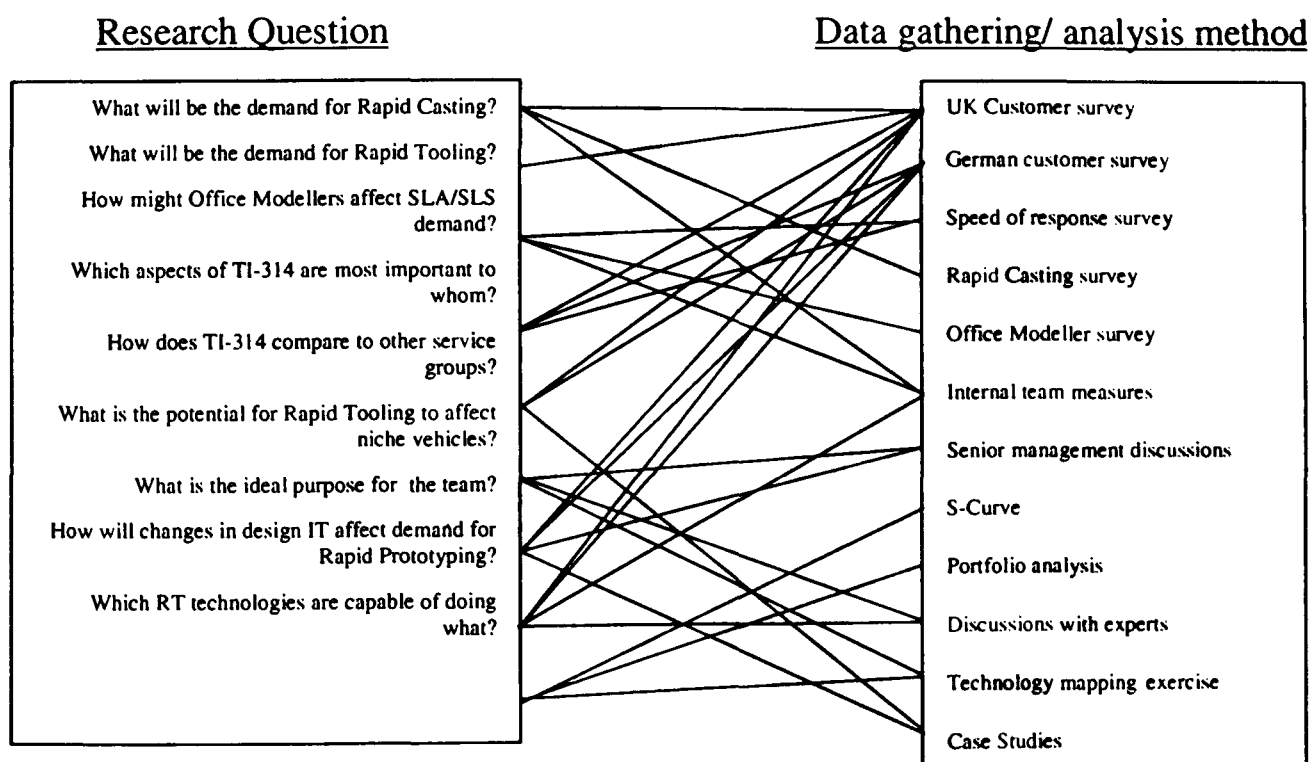 Research Question
What will be the demand for Rapid Casting?
What will be the demand for Rapid Tooling?
How might Office Modellers affect SLA/SLS
demand?
Which aspects of TI-314 are most important to
whom?
How does TI-314 compare to other service
groups?
What is the potential for Rapid Tooling to affect
niche vehicles?
What is the ideal purpose for the team?
How will changes in design IT affect demand for
Rapid Prototyping?
Which RT technologies are capable of doing
what?
Data gathering/ analysis method
UK Customer survey
German customer survey
Speed of response survey
Rapid Casting survey
Office Modeller survey
Internal team measures
Senior management discussions
S-Curve
Portfolio analysis
Discussions with experts
Technology mapping exercise
Case Studies